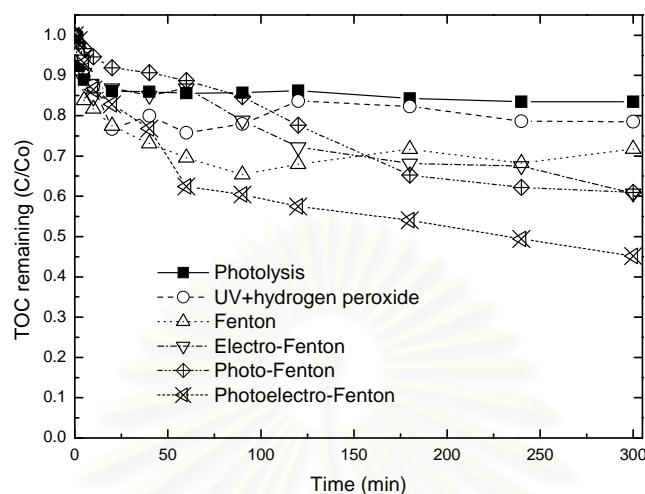 1.0
0.9
0.8
0.7
0.6
0.5
0.4
0.3
0.2
0.1
0.0
TOC remaining (C/Co)
Photolysis
UV+hydrogen peroxide
Fenton
Electro-Fenton
Photo-Fenton
Photoelectro-Fenton
0 50 100 150 200 250 300
Time (min)